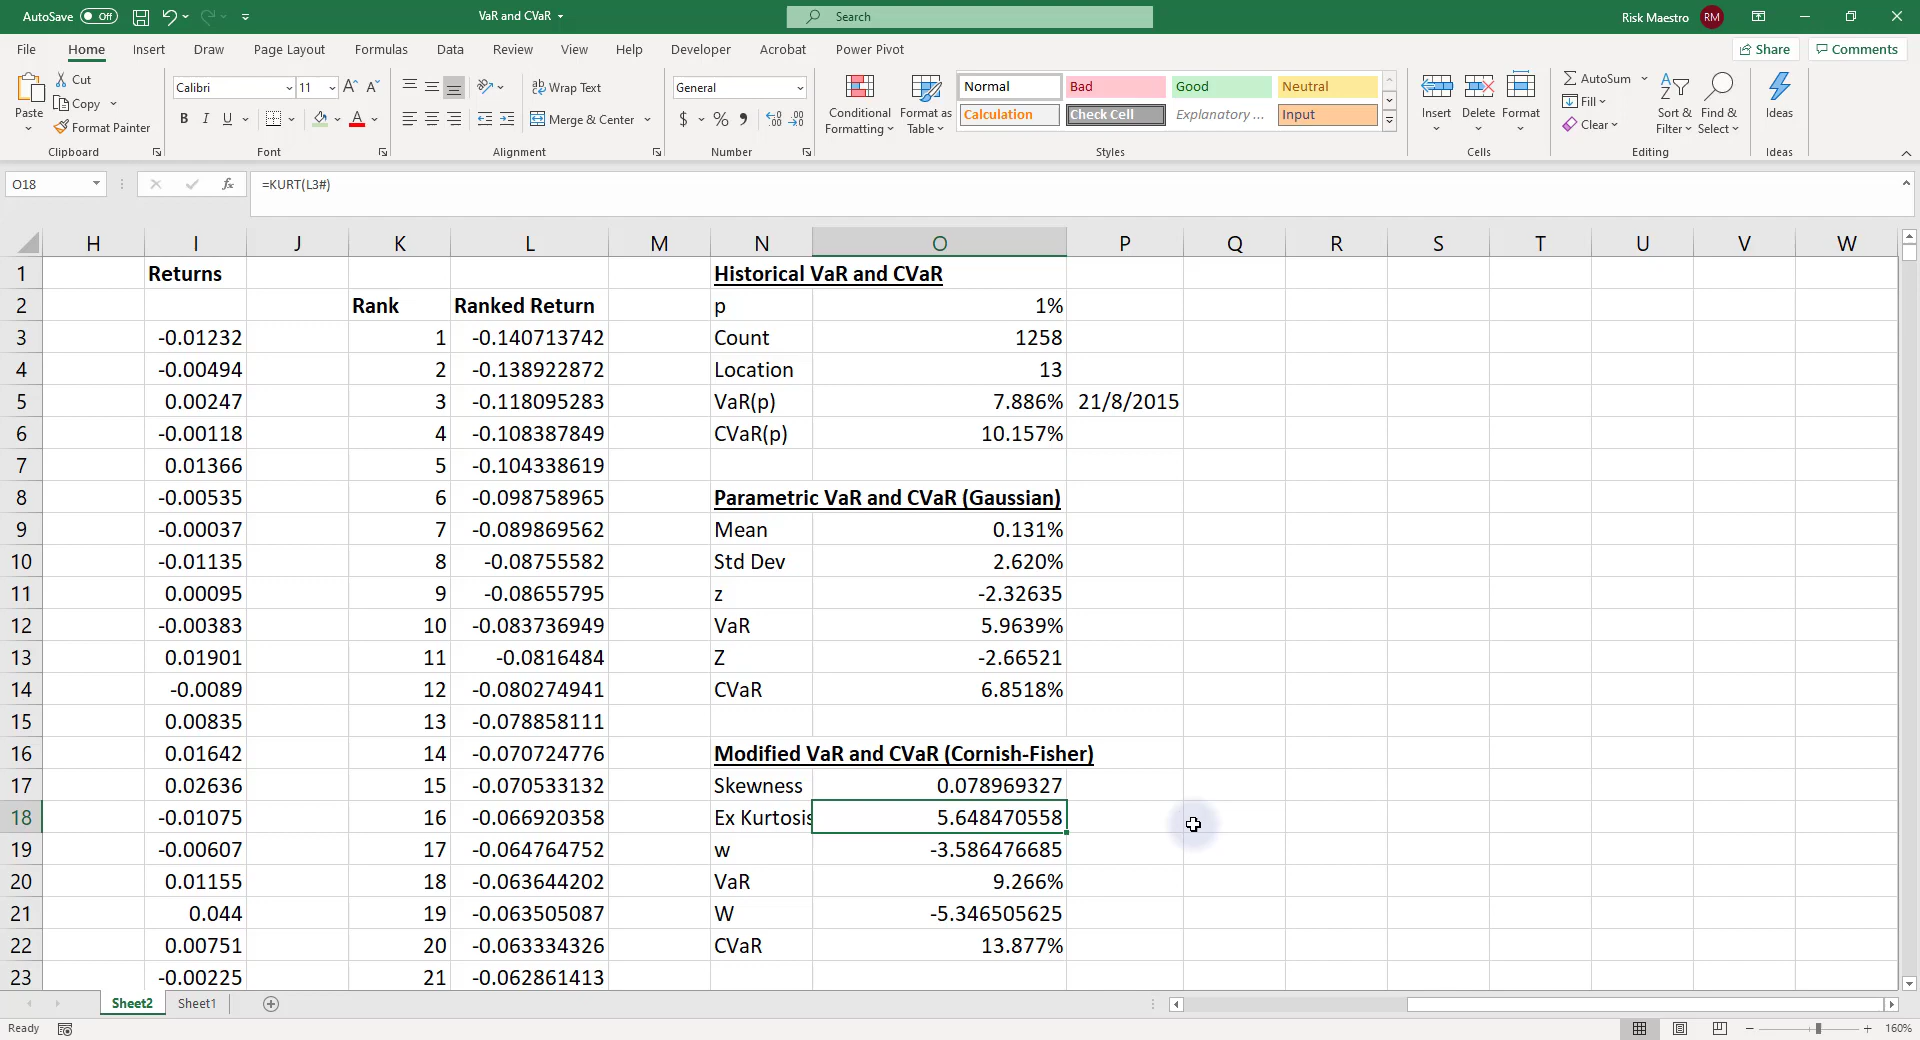 AutoSave Off VaR and CVaR Search Risk Maestro RM
File Home Insert Draw Page Layout Formulas Data Review View Help Developer Acrobat Power Pivot Share Comments
Paste Cut Copy Format Painter Clipboard
Calibri 11 B I U A A A Font
Wrap Text Merge & Center Alignment
General $ % , Number
Conditional Formatting Format as Table Normal Bad Good Neutral
Calculation Check Cell Explanatory ... Input Styles
Insert Delete Format Cells
AutoSum Fill Clear Sort & Filter Find & Select Editing
Ideas Ideas
O18 fx =KURT(L3#)
H I J K L M N O P Q R S T U V W
1 Returns Historical VaR and CVaR
2 Rank Ranked Return p 1%
3 -0.01232 1 -0.140713742 Count 1258
4 -0.00494 2 -0.138922872 Location 13
5 0.00247 3 -0.118095283 VaR(p) 7.886% 21/8/2015
6 -0.00118 4 -0.108387849 CVaR(p) 10.157%
7 0.01366 5 -0.104338619
8 -0.00535 6 -0.098758965 Parametric VaR and CVaR (Gaussian)
9 -0.00037 7 -0.089869562 Mean 0.131%
10 -0.01135 8 -0.08755582 Std Dev 2.620%
11 0.00095 9 -0.08655795 z -2.32635
12 -0.00383 10 -0.083736949 VaR 5.9639%
13 0.01901 11 -0.0816484 Z -2.66521
14 -0.0089 12 -0.080274941 CVaR 6.8518%
15 0.00835 13 -0.078858111
16 0.01642 14 -0.070724776 Modified VaR and CVaR (Cornish-Fisher)
17 0.02636 15 -0.070533132 Skewness 0.078969327
18 -0.01075 16 -0.066920358 Ex Kurtosis 5.648470558
19 -0.00607 17 -0.064764752 w -3.586476685
20 0.01155 18 -0.063644202 VaR 9.266%
21 0.044 19 -0.063505087 W -5.346505625
22 0.00751 20 -0.063334326 CVaR 13.877%
23 -0.00225 21 -0.062861413
Sheet2 Sheet1
Ready 160%